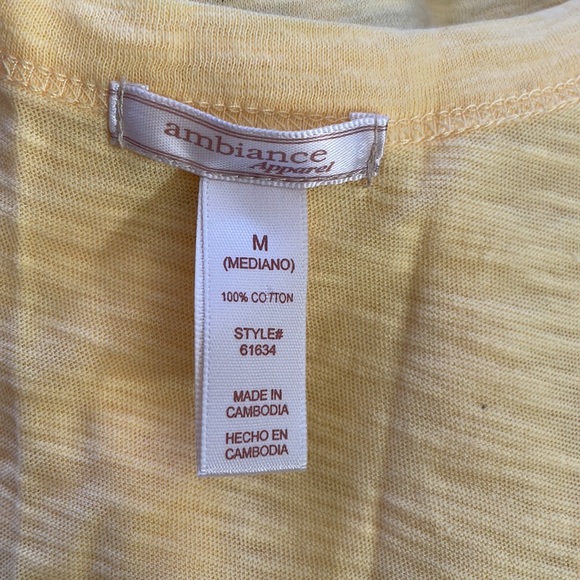 ambiance
Apparel
M
(MEDIANO)
100% COTTON
STYLE#
61634
MADE IN
CAMBODIA
HECHO EN
CAMBODIA